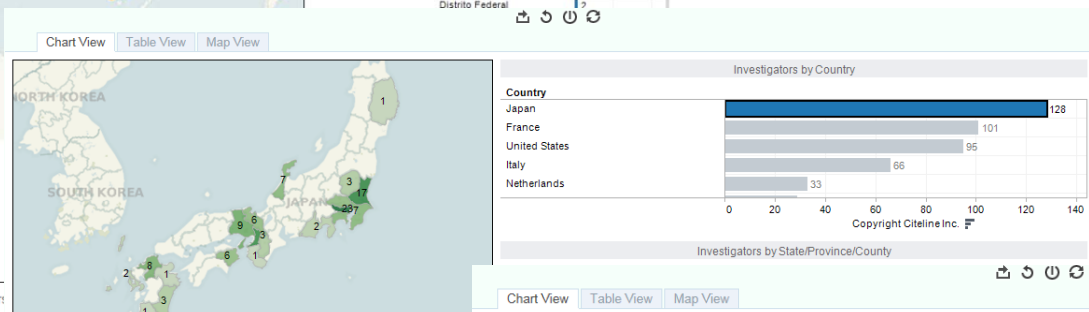 Distrito Federal 2
Chart View Table View Map View
NORTH KOREA
SOUTH KOREA
JAPAN
1
7
3
17
23
7
2
9
6
3
6
1
2
8
1
3
1
Investigators by Country
Country
Japan 128
France 101
United States 95
Italy 66
Netherlands 33
0 20 40 60 80 100 120 140
Copyright Citeline Inc.
Investigators by State/Province/County
Chart View Table View Map View